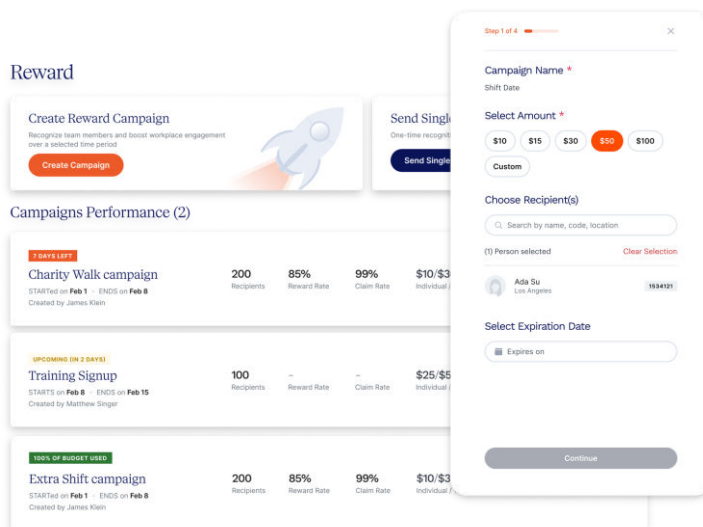 Reward
Create Reward Campaign
Recognize team members and boost workplace engagement
over a selected time period
Create Campaign
Send Singl
One-time recogniti
Send Single
Campaigns Performance (2)
7 DAYS LEFT
Charity Walk campaign
STARTed on Feb 1 · ENDS on Feb 8
Created by James Klein
200
Recipients
85%
Reward Rate
99%
Claim Rate
$10/$3
Individual /
UPCOMING (IN 2 DAYS)
Training Signup
STARTS on Feb 8 · ENDS on Feb 15
Created by Matthew Singer
100
Recipients
–
Reward Rate
–
Claim Rate
$25/$5
Individual /
100% OF BUDGET USED
Extra Shift campaign
STARTed on Feb 1 · ENDS on Feb 8
Created by James Klein
200
Recipients
85%
Reward Rate
99%
Claim Rate
$10/$3
Individual /
Step 1 of 4
Campaign Name *
Shift Date
Select Amount *
$10 $15 $30 $50 $100
Custom
Choose Recipient(s)
Search by name, code, location
(1) Person selected Clear Selection
Ada Su
Los Angeles
1534121
Select Expiration Date
Expires on
Continue